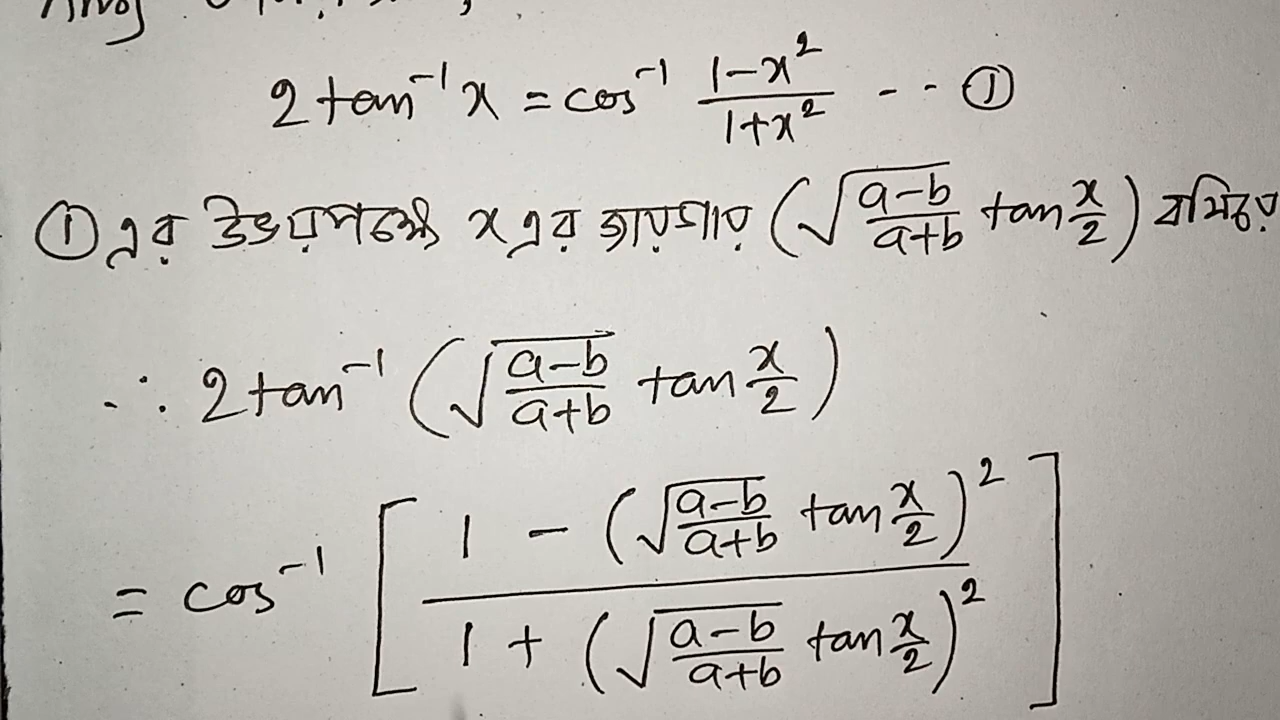 2 tan⁻¹ x = cos⁻¹ (1-x²)/(1+x²) -- ①
① এর উভয়পক্ষে x এর জায়গায় (√((a-b)/(a+b)) tan x/2) বসিয়ে
∴ 2 tan⁻¹ (√((a-b)/(a+b)) tan x/2)
= cos⁻¹ [(1 - (√((a-b)/(a+b)) tan x/2)²)/(1 + (√((a-b)/(a+b)) tan x/2)²)]